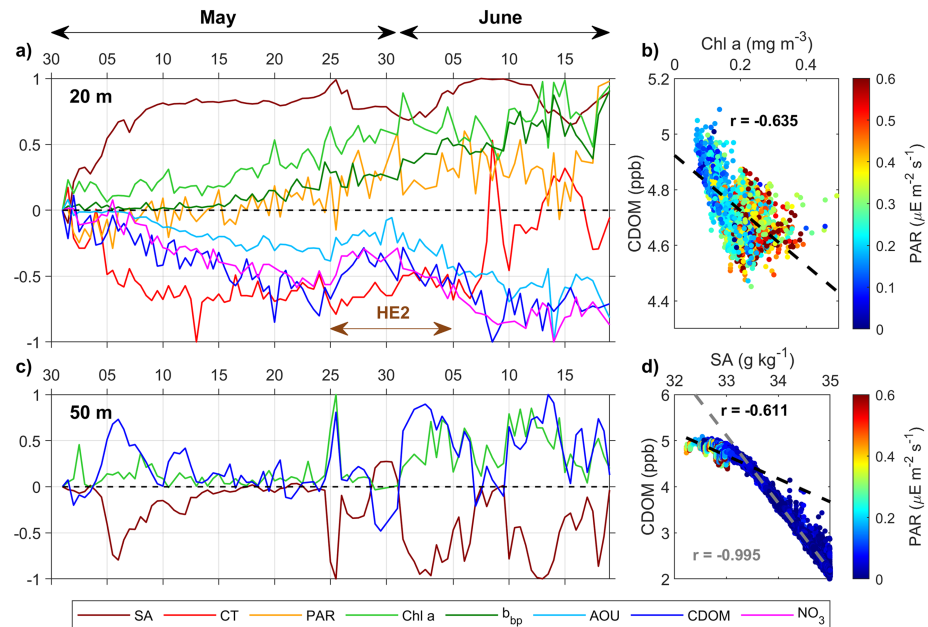 May June
a)
30 05 10 15 20 25 30 05 10 15
1
0.5
0
-0.5
-1
20 m
HE2
b)
Chl a (mg m-3)
0 0.2 0.4
5.2
5
4.8
4.6
4.4
CDOM (ppb)
r = -0.635
0.6
0.5
0.4
0.3
0.2
0.1
0
PAR (μE m-2 s-1)
c)
30 05 10 15 20 25 30 05 10 15
1
0.5
0
-0.5
-1
50 m
d)
SA (g kg-1)
32 33 34 35
6
5
4
3
2
CDOM (ppb)
r = -0.611
r = -0.995
0.6
0.4
0.2
0
PAR (μE m-2 s-1)
SA CT PAR Chl a bbp AOU CDOM NO3